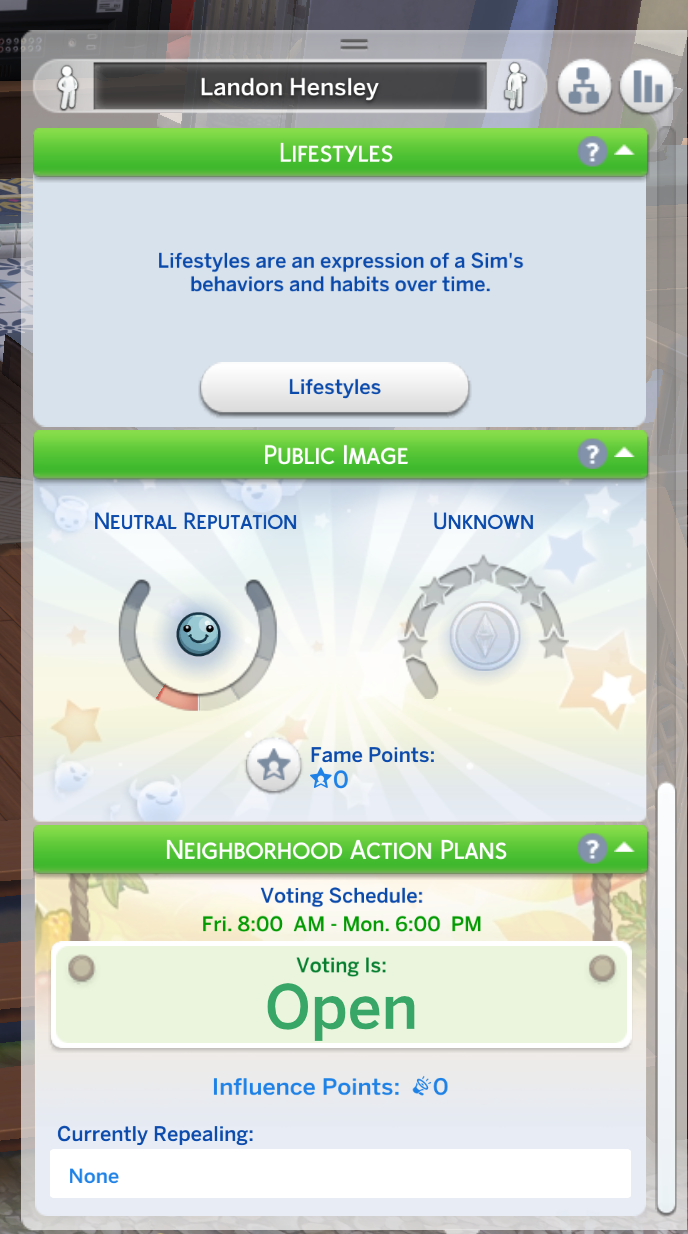 Landon Hensley
LIFESTYLES
?
Lifestyles are an expression of a Sim's
behaviors and habits over time.
Lifestyles
PUBLIC IMAGE
?
NEUTRAL REPUTATION
UNKNOWN
Fame Points:
0
NEIGHBORHOOD ACTION PLANS
?
Voting Schedule:
Fri. 8:00 AM - Mon. 6:00 PM
Voting Is:
Open
Influence Points: 0
Currently Repealing:
None